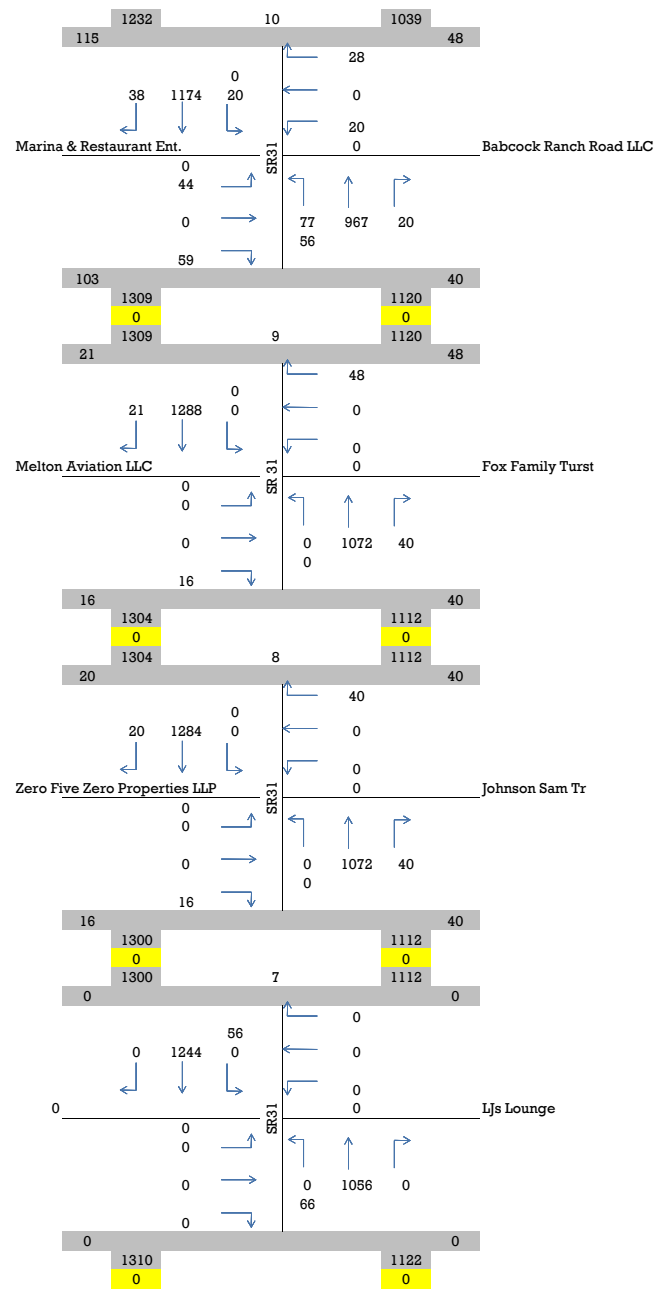 1232 10 1039
115 48
28
0
38 1174 20 0
20
Marina & Restaurant Ent. SR31 0 Babcock Ranch Road LLC
0
44
0 77 967 20
56
59
103 40
1309 1120
0 0
1309 9 1120
21 48
48
0
21 1288 0 0
0
Melton Aviation LLC SR 31 0 Fox Family Turst
0
0
0 0 1072 40
0
16
16 40
1304 1112
0 0
1304 8 1112
20 40
40
0
20 1284 0 0
0
Zero Five Zero Properties LLP SR31 0 Johnson Sam Tr
0
0
0 0 1072 40
0
16
16 40
1300 1112
0 0
1300 7 1112
0 0
0
56
0 1244 0 0
0
0 SR31 0 LJs Lounge
0
0
0 0 1056 0
66
0
0 0
1310 1122
0 0